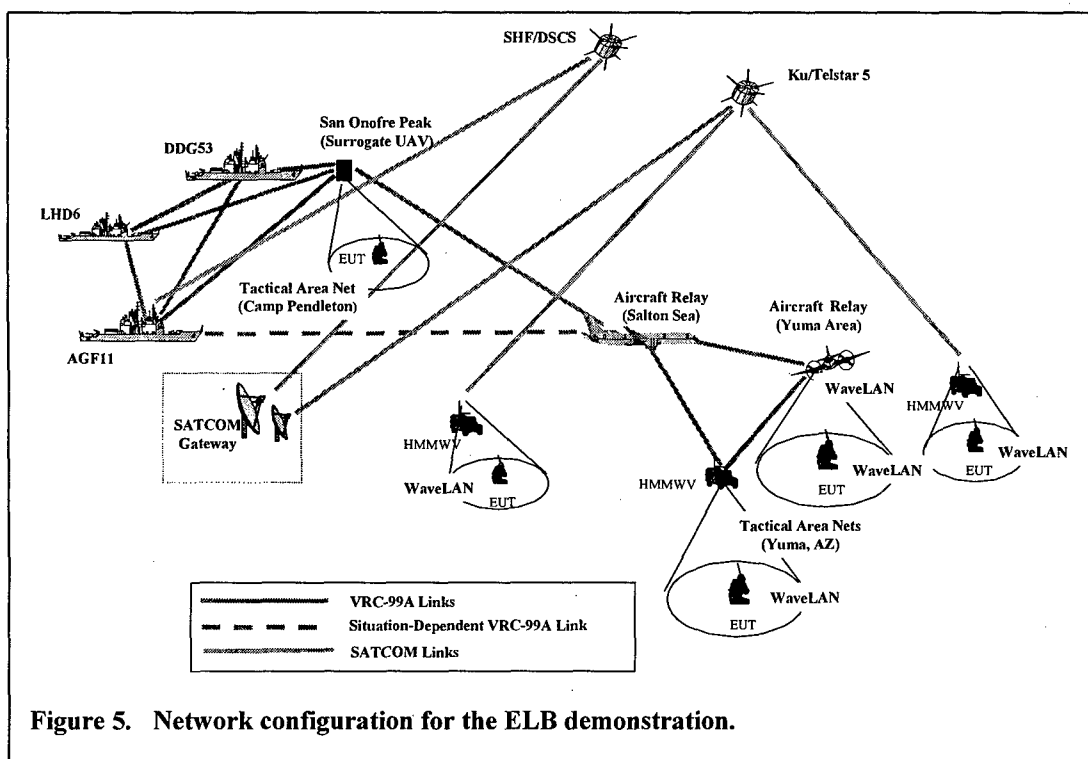 SHF/DSCS
Ku/Telstar 5
San Onofre Peak
(Surrogate UAV)
DDG53
LHD6
EUT
Tactical Area Net
(Camp Pendleton)
Aircraft Relay
(Salton Sea)
Aircraft Relay
(Yuma Area)
AGF11
WaveLAN
HMMWV
SATCOM
Gateway
HMMWV
WaveLAN
EUT
WaveLAN
EUT
WaveLAN
EUT
HMMWV
Tactical Area Nets
(Yuma, AZ)
WaveLAN
EUT
VRC-99A Links
Situation-Dependent VRC-99A Link
SATCOM Links
Figure 5. Network configuration for the ELB demonstration.